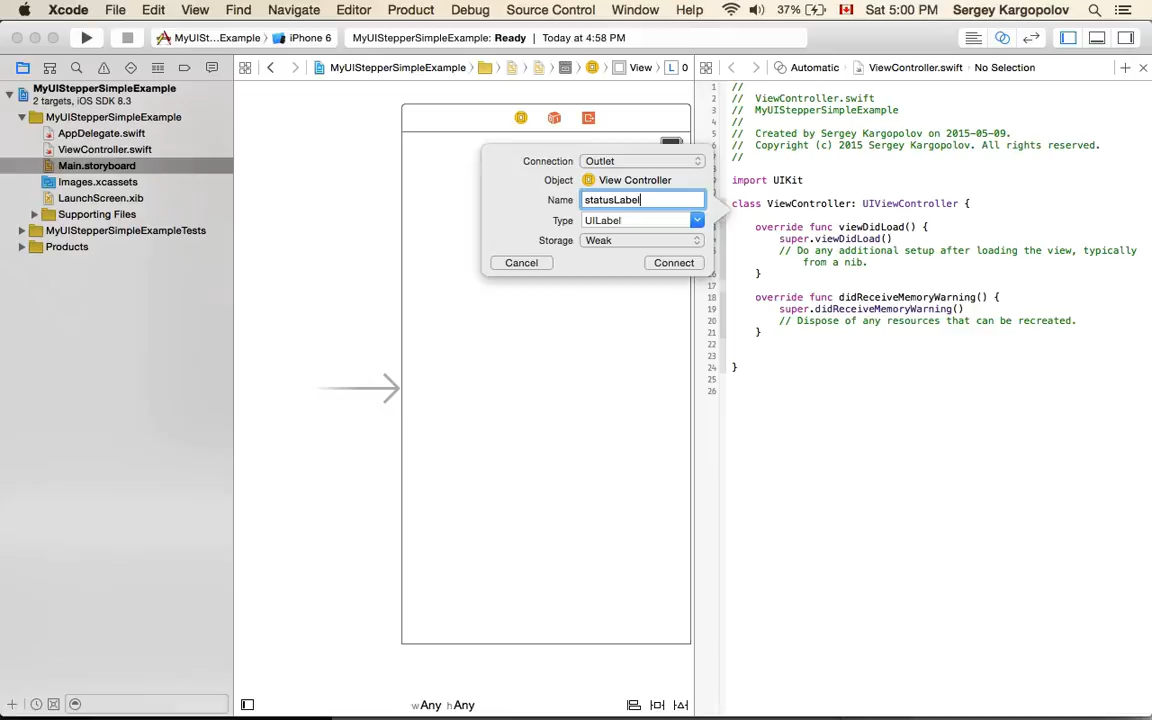 Xcode File Edit View Find Navigate Editor Product Debug Source Control Window Help 37% Sat 5:00 PM Sergey Kargopolov
MyUISt...Example 〉 iPhone 6 MyUIStepperSimpleExample: Ready | Today at 4:58 PM
MyUIStepperSimpleExample 〉 View 〉 L 0 Automatic 〉 ViewController.swift 〉 No Selection
MyUIStepperSimpleExample
2 targets, iOS SDK 8.3
MyUIStepperSimpleExample
AppDelegate.swift
ViewController.swift
Main.storyboard
Images.xcassets
LaunchScreen.xib
Supporting Files
MyUIStepperSimpleExampleTests
Products
Connection Outlet
Object View Controller
Name statusLabel
Type UILabel
Storage Weak
Cancel Connect
1 //
2 // ViewController.swift
3 // MyUIStepperSimpleExample
4 //
5 // Created by Sergey Kargopolov on 2015-05-09.
6 // Copyright (c) 2015 Sergey Kargopolov. All rights reserved.
7 //
8
9 import UIKit
10
class ViewController: UIViewController {
override func viewDidLoad() {
super.viewDidLoad()
// Do any additional setup after loading the view, typically
from a nib.
}
17
18 override func didReceiveMemoryWarning() {
19 super.didReceiveMemoryWarning()
20 // Dispose of any resources that can be recreated.
21 }
22
23
24 }
25
26
wAny hAny